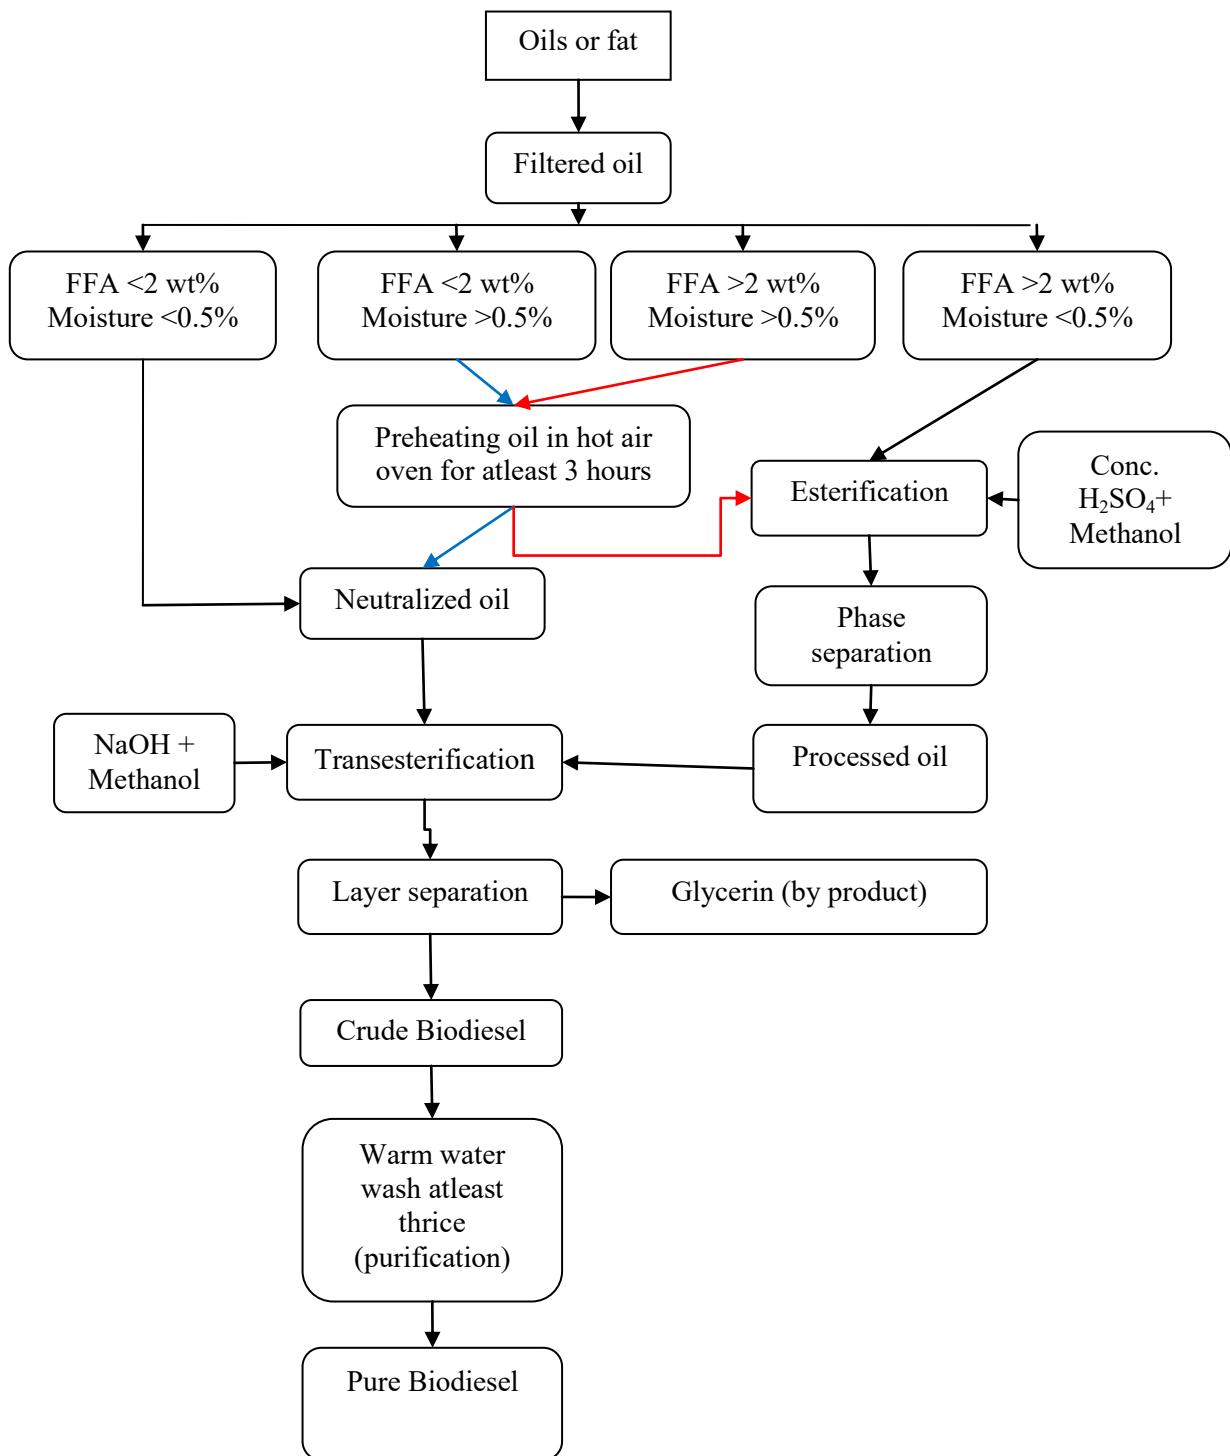 Oils or fat
Filtered oil
FFA <2 wt%
Moisture <0.5%
FFA <2 wt%
Moisture >0.5%
FFA >2 wt%
Moisture >0.5%
FFA >2 wt%
Moisture <0.5%
Preheating oil in hot air
oven for atleast 3 hours
Esterification
Conc.
H₂SO₄+
Methanol
Neutralized oil
Phase
separation
NaOH +
Methanol
Transesterification
Processed oil
Layer separation
Glycerin (by product)
Crude Biodiesel
Warm water
wash atleast
thrice
(purification)
Pure Biodiesel